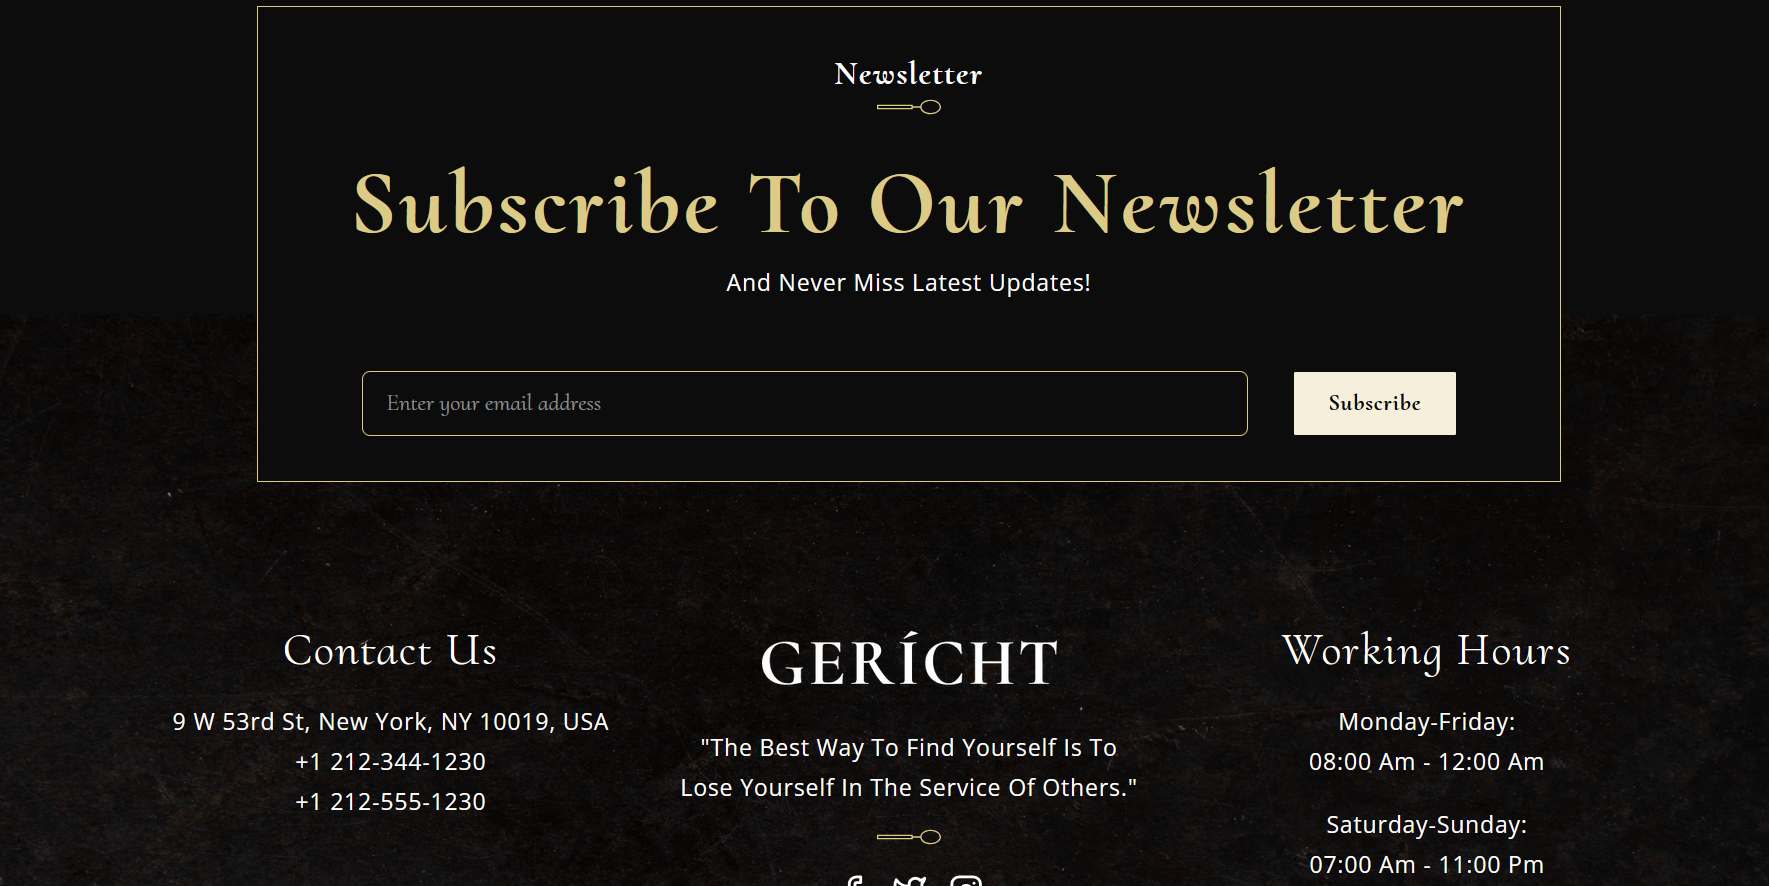 Newsletter
Subscribe To Our Newsletter
And Never Miss Latest Updates!
Enter your email address
Subscribe
Contact Us
9 W 53rd St, New York, NY 10019, USA
+1 212-344-1230
+1 212-555-1230
GERÍCHT
"The Best Way To Find Yourself Is To
Lose Yourself In The Service Of Others."
Working Hours
Monday-Friday:
08:00 Am - 12:00 Am
Saturday-Sunday:
07:00 Am - 11:00 Pm